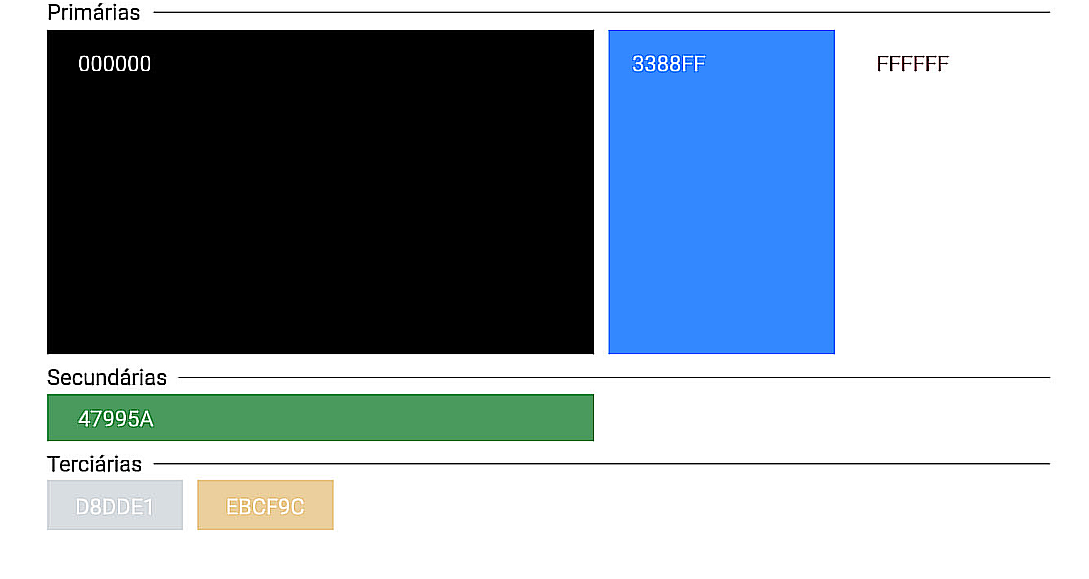 Primárias
000000
3388FF
FFFFFF
Secundárias
47995A
Terciárias
D8DDE1
EBCF9C